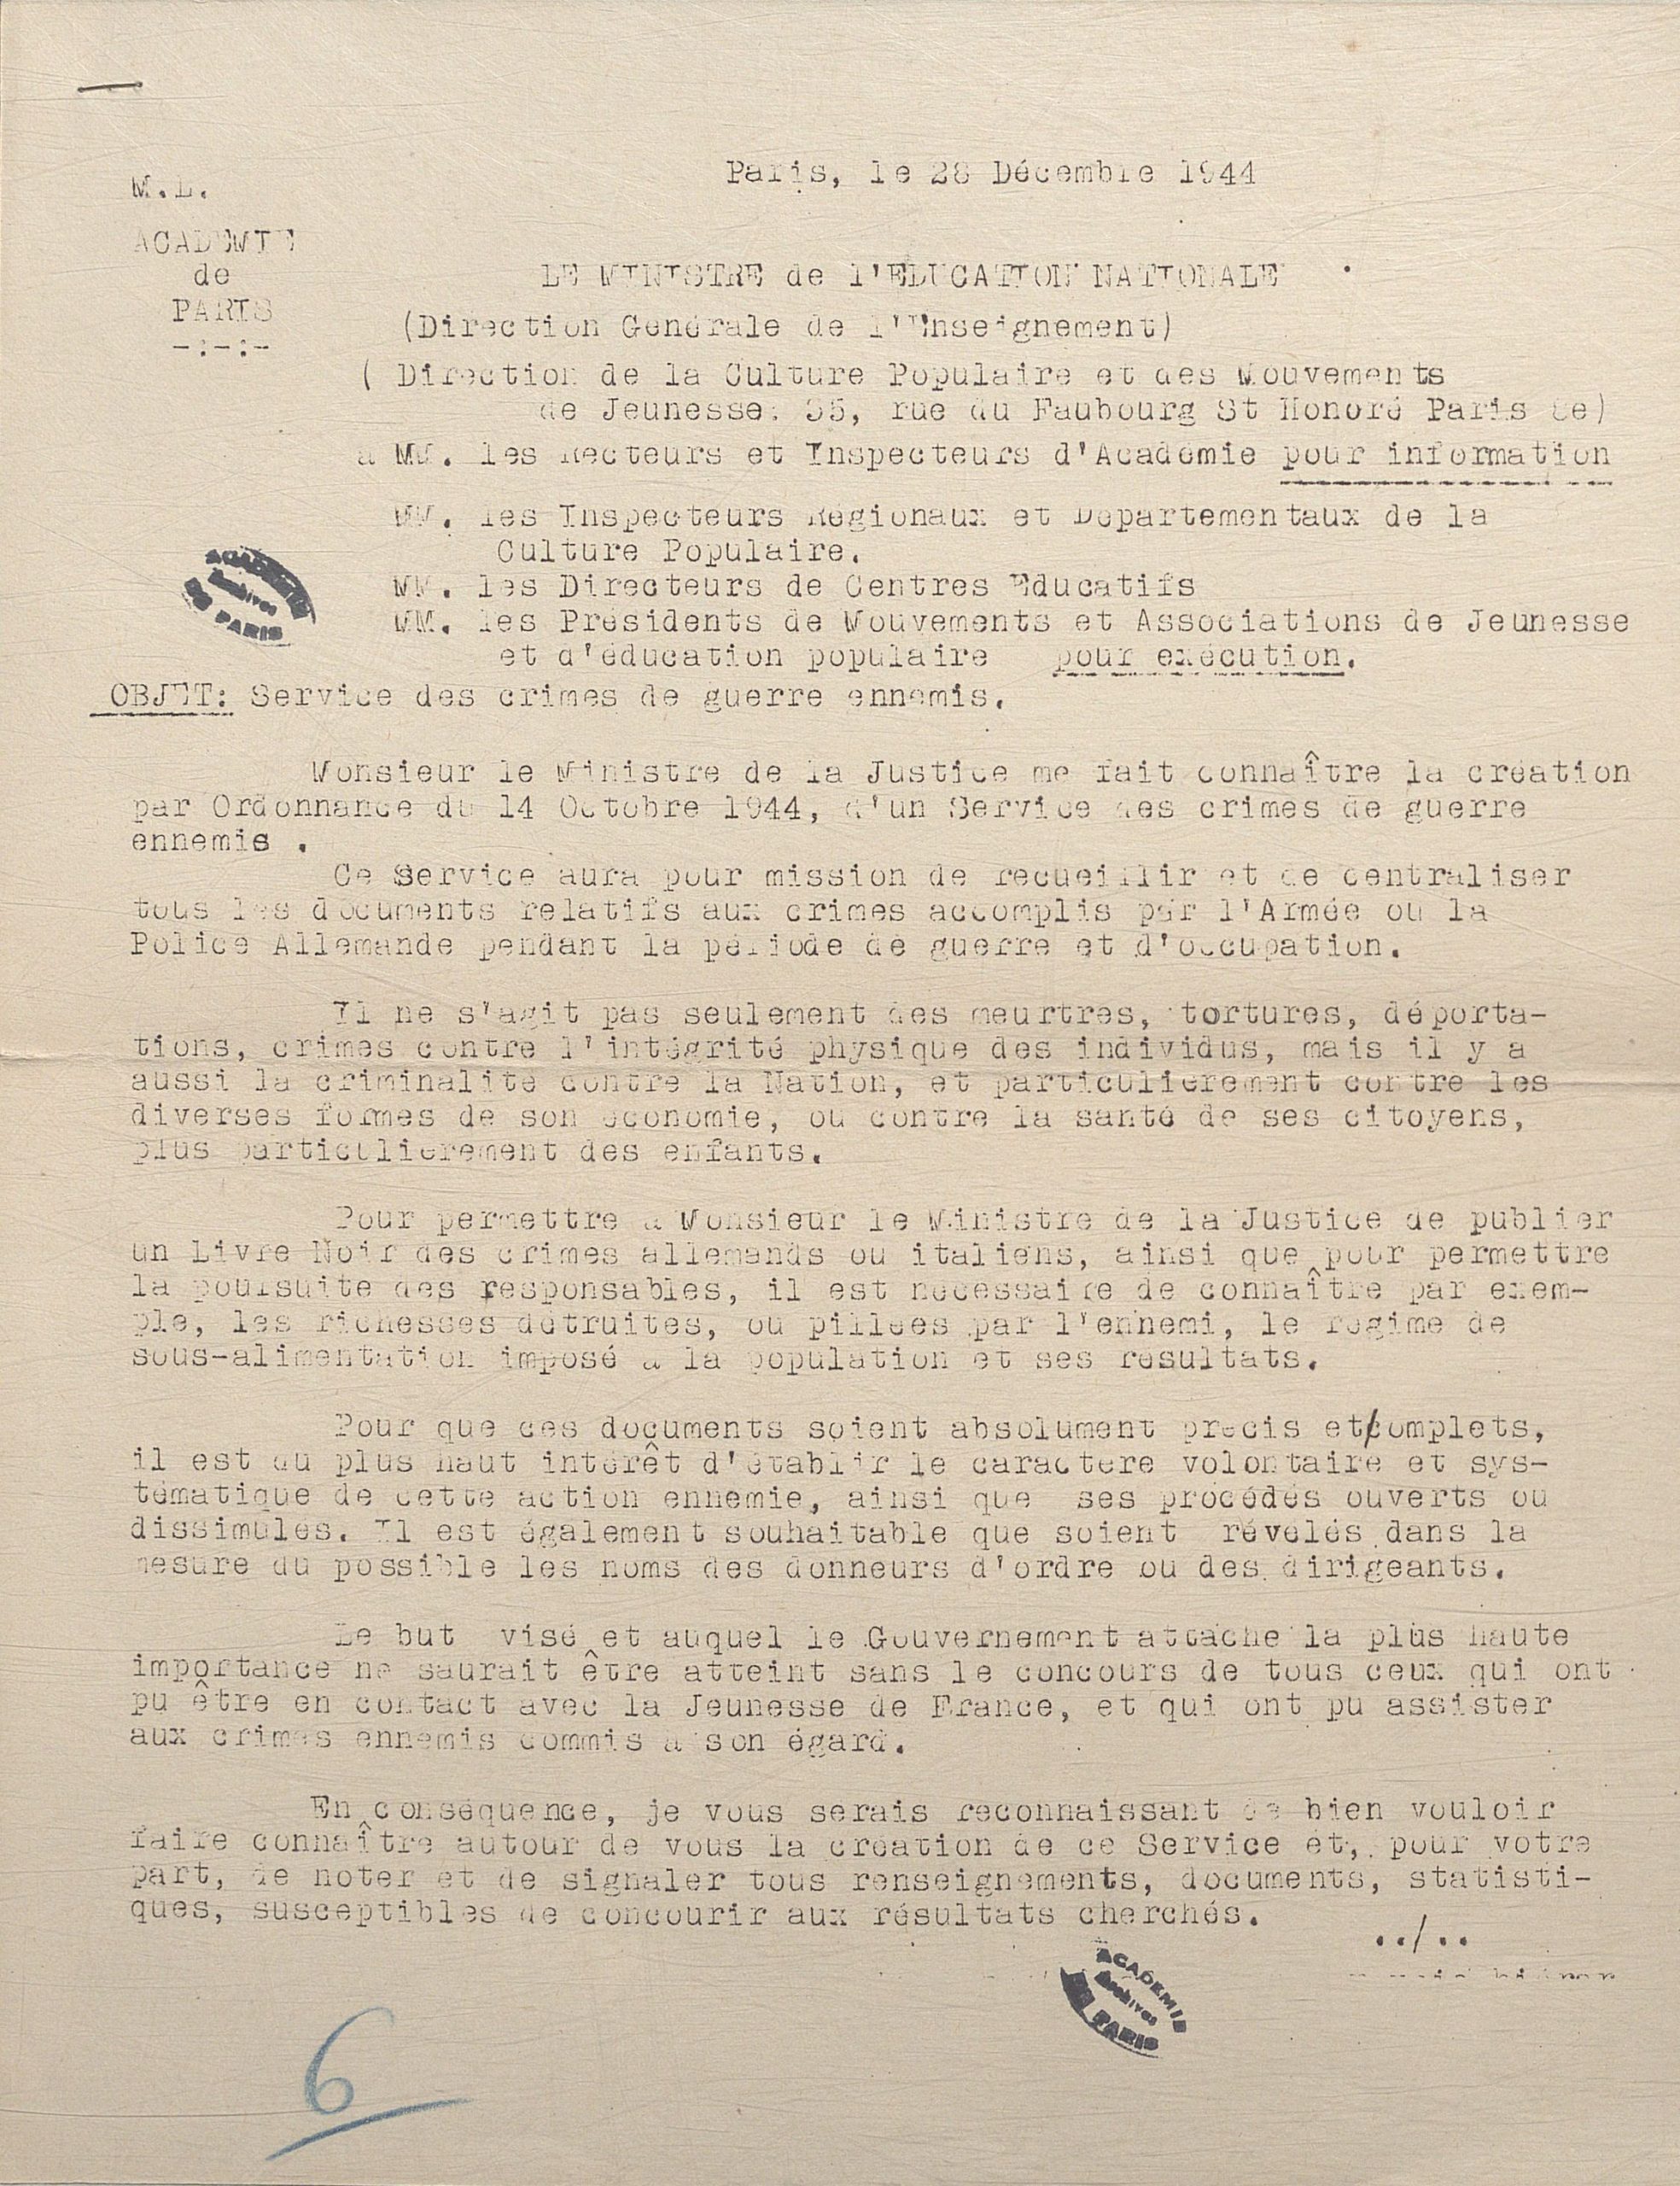 Paris, le 28 Décembre 1944
M.L.
ACADEMIE
de
PARIS
-:-:-
LE MINISTRE de l'EDUCATION NATIONALE
(Direction Générale de l'Enseignement)
( Direction de la Culture Populaire et des Mouvements
de Jeunesse: rue du Faubourg St Honoré Paris 8e)
à MM. les Recteurs et Inspecteurs d'Académie pour information
MM. les Inspecteurs Régionaux et Départementaux de la
Culture Populaire.
MM. les Directeurs de Centres Educatifs
MM. les Présidents de Mouvements et Associations de Jeunesse
et d'éducation populaire pour exécution.
ACADEMIE
Archives
DE PARIS
OBJET: Service des crimes de guerre ennemis.
Monsieur le Ministre de la Justice me fait connaître la création
par Ordonnance du 14 Octobre 1944, d'un Service des crimes de guerre
ennemis .
Ce Service aura pour mission de recueillir et de centraliser
tous les documents relatifs aux crimes accomplis par l'Armée ou la
Police Allemande pendant la période de guerre et d'occupation.
Il ne s'agit pas seulement des meurtres, tortures, déporta-
tions, crimes contre l'intégrité physique des individus, mais il y a
aussi la criminalité contre la Nation, et particulièrement contre les
diverses formes de son économie, ou contre la santé de ses citoyens,
plus particulièrement des enfants.
Pour permettre à Monsieur le Ministre de la Justice de publier
un Livre Noir des crimes allemands ou italiens, ainsi que pour permettre
la poursuite des responsables, il est nécessaire de connaître par exem-
ple, les richesses détruites, ou pillées par l'ennemi, le régime de
sous-alimentation imposé à la population et ses résultats.
Pour que ces documents soient absolument précis et/complets,
il est du plus haut intérêt d'établir le caractère volontaire et sys-
tématique de cette action ennemie, ainsi que ses procédés ouverts ou
dissimulés. Il est également souhaitable que soient révélés dans la
mesure du possible les noms des donneurs d'ordre ou des dirigeants.
Le but visé et auquel le Gouvernement attache la plus haute
importance ne saurait être atteint sans le concours de tous ceux qui ont
pu être en contact avec la Jeunesse de France, et qui ont pu assister
aux crimes ennemis commis à son égard.
En conséquence, je vous serais reconnaissant de bien vouloir
faire connaître autour de vous la création de ce Service et, pour votre
part, de noter et de signaler tous renseignements, documents, statisti-
ques, susceptibles de concourir aux résultats cherchés.
../..
ACADEMIE
Archives
DE PARIS
6